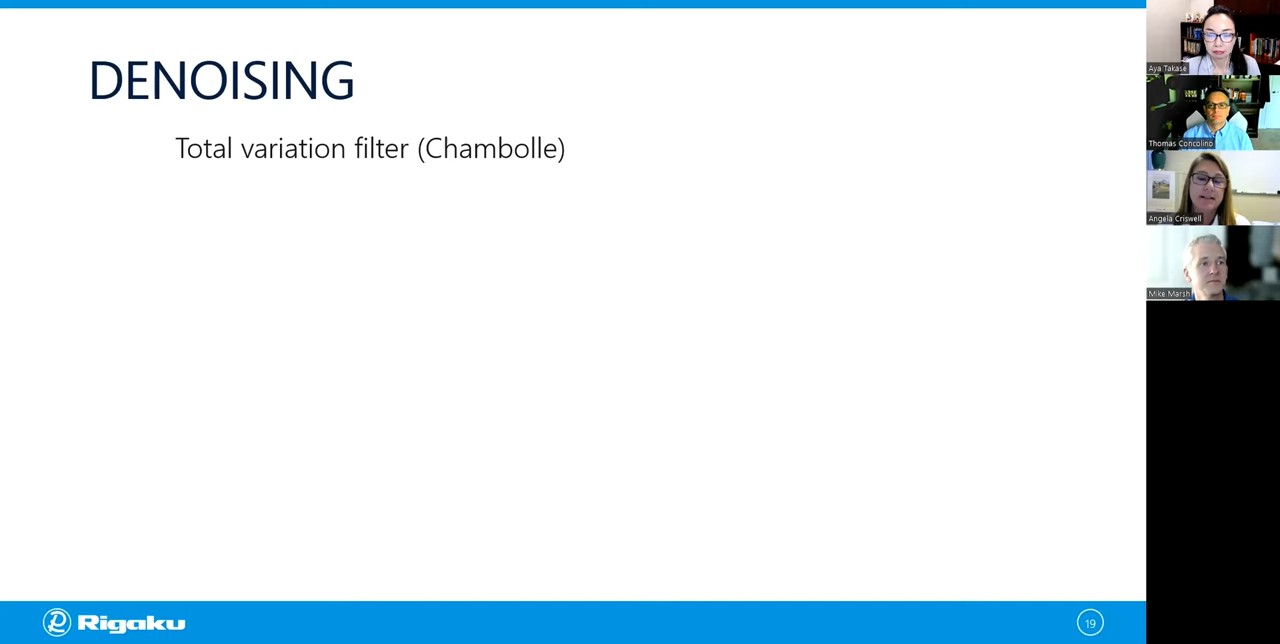 DENOISING
Total variation filter (Chambolle)
Rigaku
19
Aya Takase
Thomas Concolino
Angela Criswell
Mike Marsh